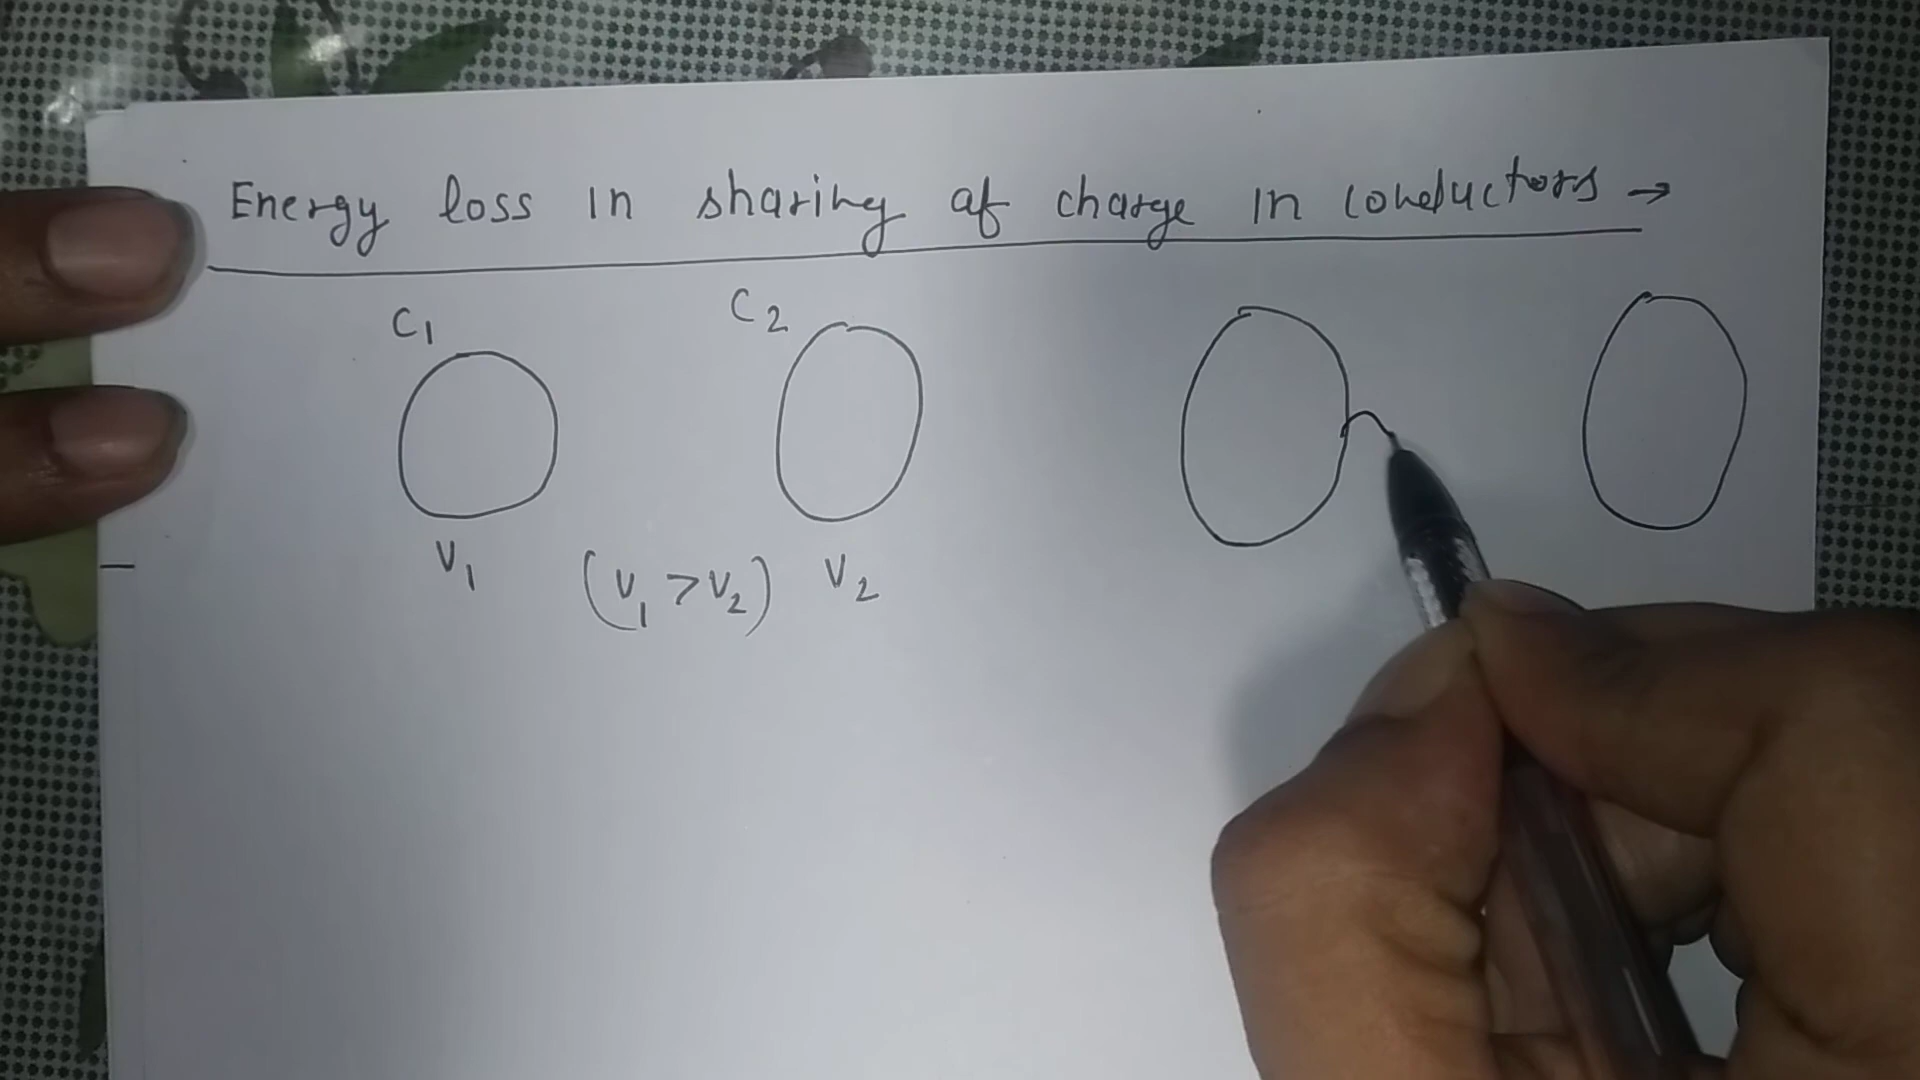 Energy loss in sharing of charge in conductors →
C1 C2
V1 (V1 > V2) V2